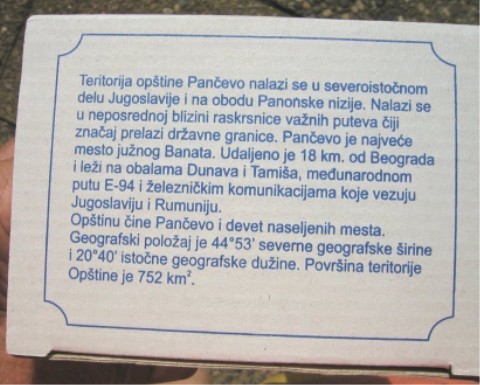 Teritorija opštine Pančevo nalazi se u severoistočnom
delu Jugoslavije i na obodu Panonske nizije. Nalazi se
u neposrednoj blizini raskrsnice važnih puteva čiji
značaj prelazi državne granice. Pančevo je najveće
mesto južnog Banata. Udaljeno je 18 km. od Beograda
i leži na obalama Dunava i Tamiša, međunarodnom
putu E-94 i železničkim komunikacijama koje vezuju
Jugoslaviju i Rumuniju.
Opštinu čine Pančevo i devet naseljenih mesta.
Geografski položaj je 44°53' severne geografske širine
i 20°40' istočne geografske dužine. Površina teritorije
Opštine je 752 km².